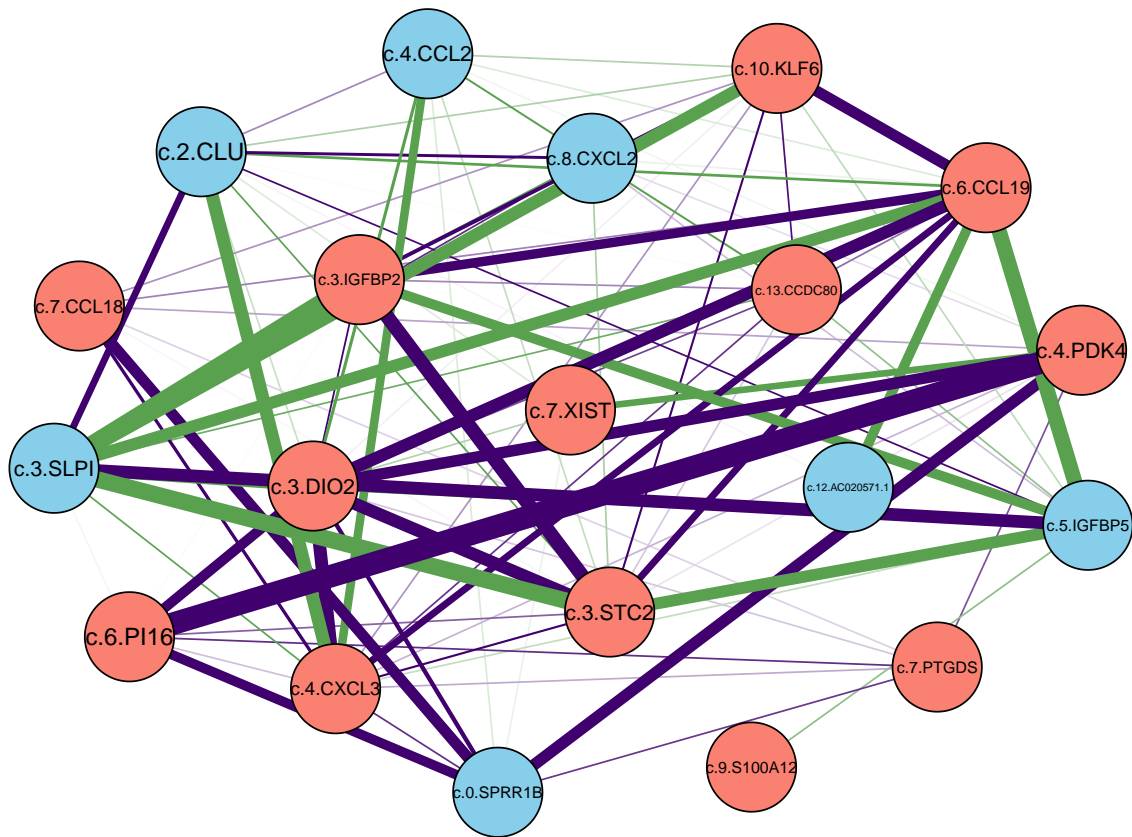 c.4.CCL2
c.10.KLF6
c.2.CLU
c.8.CXCL2
c.6.CCL19
c.3.IGFBP2
c.13.CCDC80
c.7.CCL18
c.4.PDK4
c.7.XIST
c.3.SLPI
c.3.DIO2
c.12.AC020571.1
c.5.IGFBP5
c.3.STC2
c.6.PI16
c.7.PTGDS
c.4.CXCL3
c.9.S100A12
c.0.SPRR1B